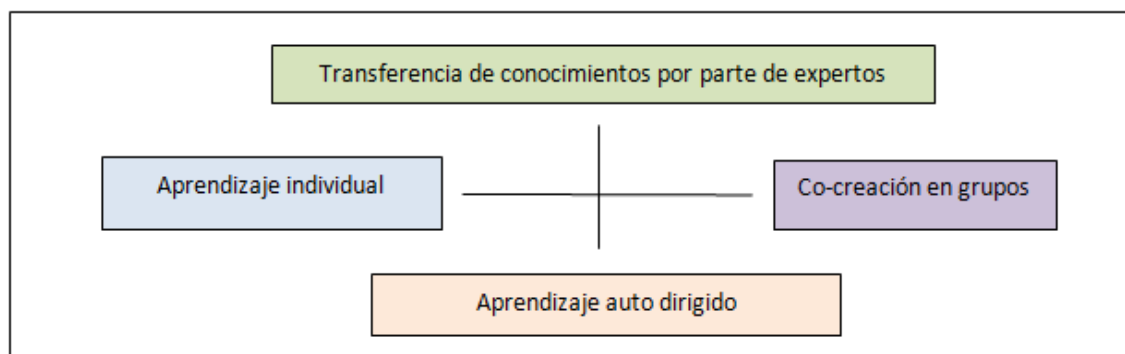 Transferencia de conocimientos por parte de expertos
Aprendizaje individual
Co-creación en grupos
Aprendizaje auto dirigido